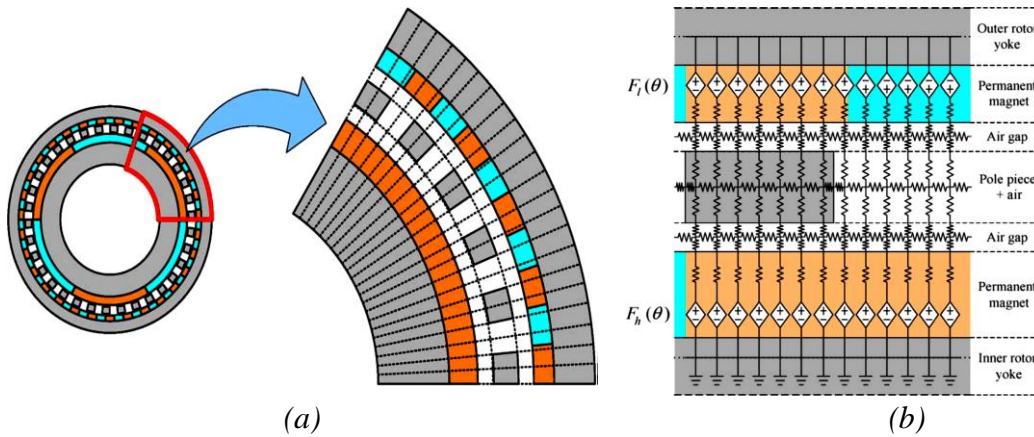 Outer rotor
yoke
F_l(θ)
Permanent
magnet
Air gap
Pole piece
+ air
Air gap
Permanent
magnet
F_h(θ)
Inner rotor
yoke
(a)
(b)